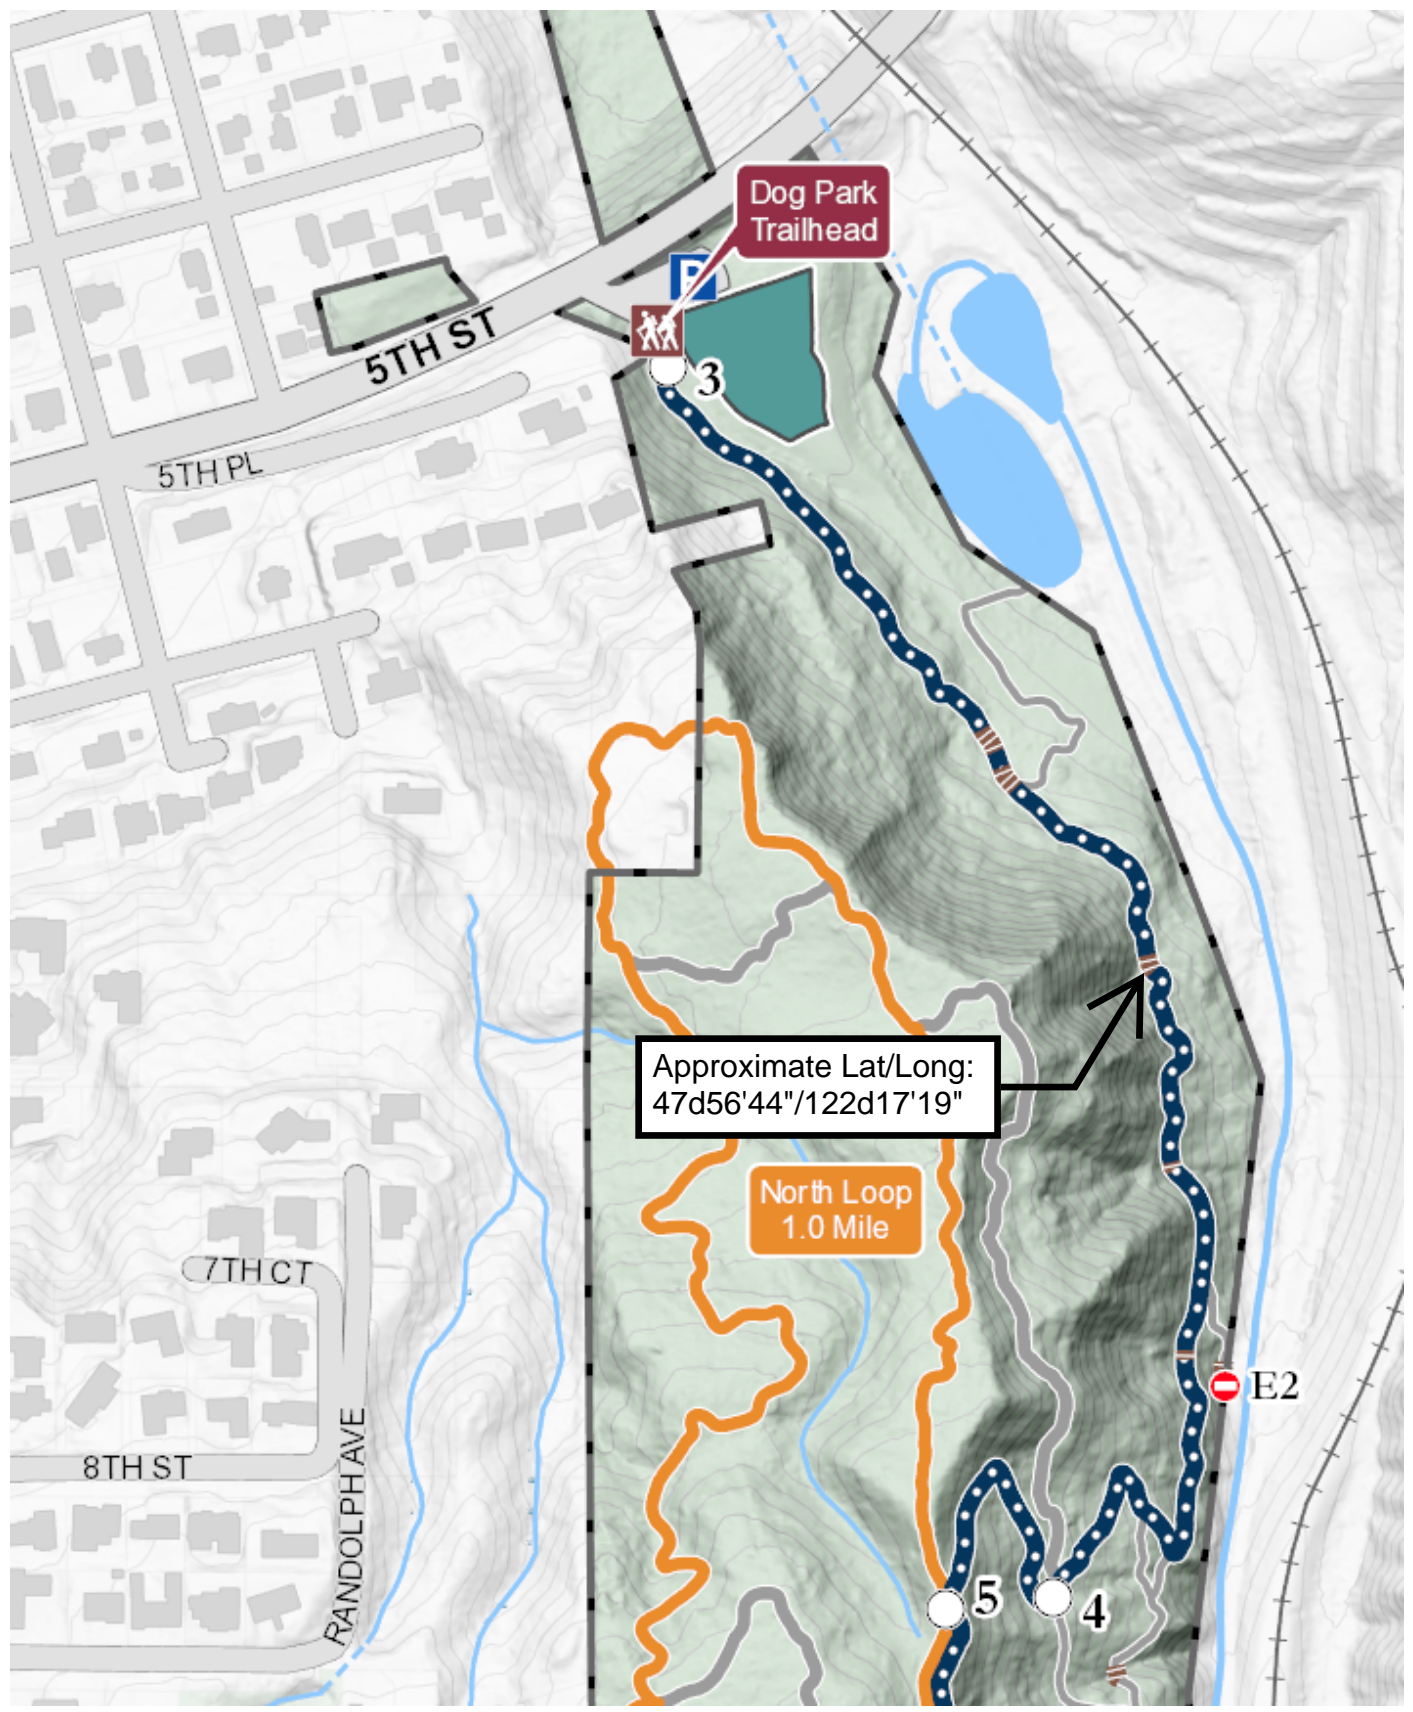 Dog Park
Trailhead
P
3
5TH ST
5TH PL
Approximate Lat/Long:
47d56'44"/122d17'19"
North Loop
1.0 Mile
7TH CT
E2
8TH ST
RANDOLPH AVE
5
4